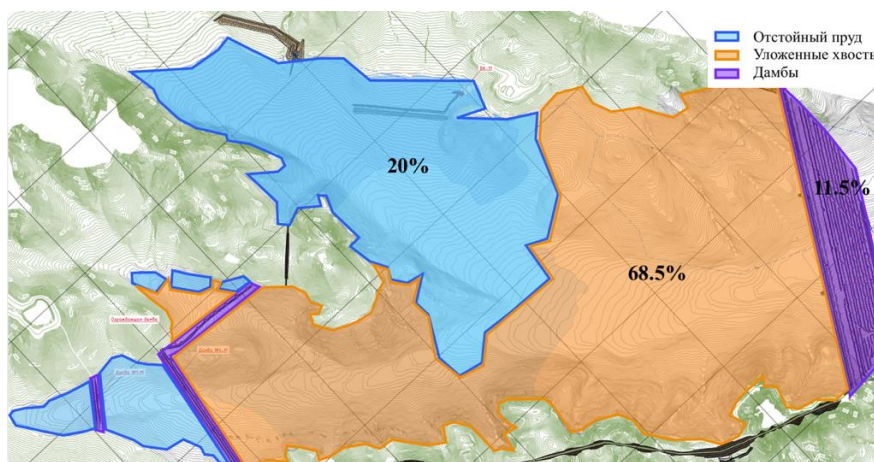 Отстойный пруд
Уложенные хвосты
Дамбы
20%
11.5%
68.5%